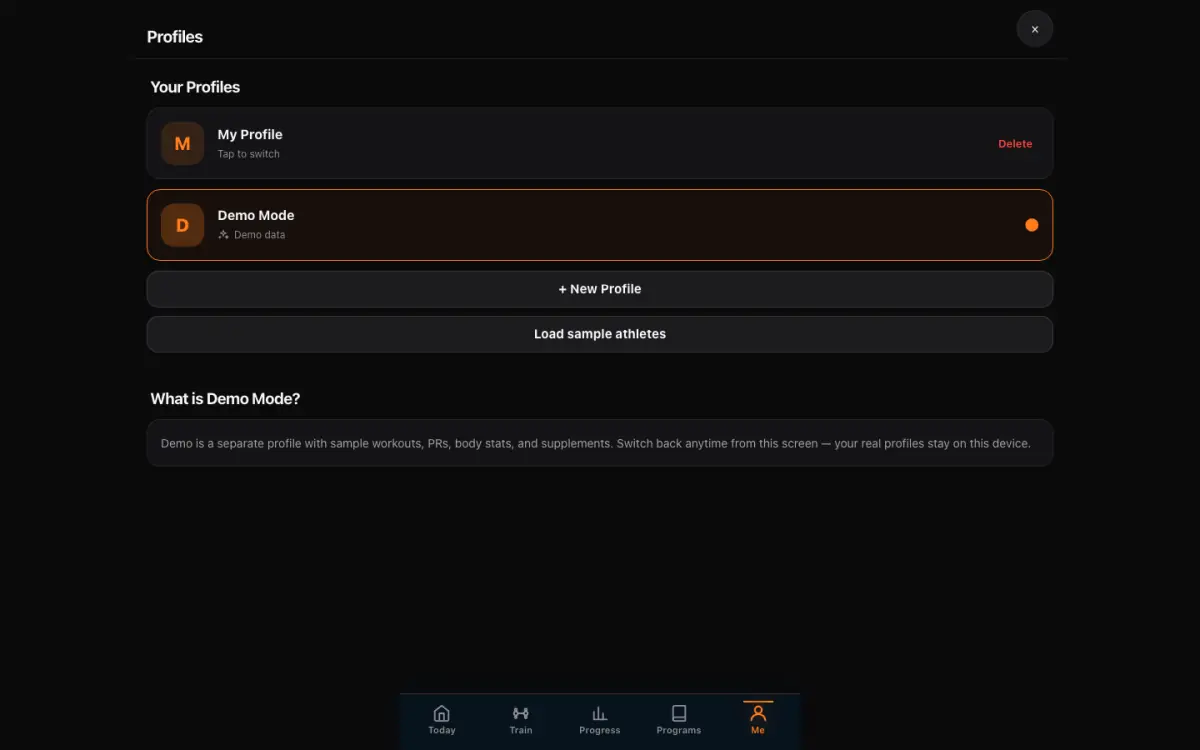 Profiles
×
Your Profiles
M
My Profile
Tap to switch
Delete
D
Demo Mode
Demo data
+ New Profile
Load sample athletes
What is Demo Mode?
Demo is a separate profile with sample workouts, PRs, body stats, and supplements. Switch back anytime from this screen — your real profiles stay on this device.
Today
Train
Progress
Programs
Me